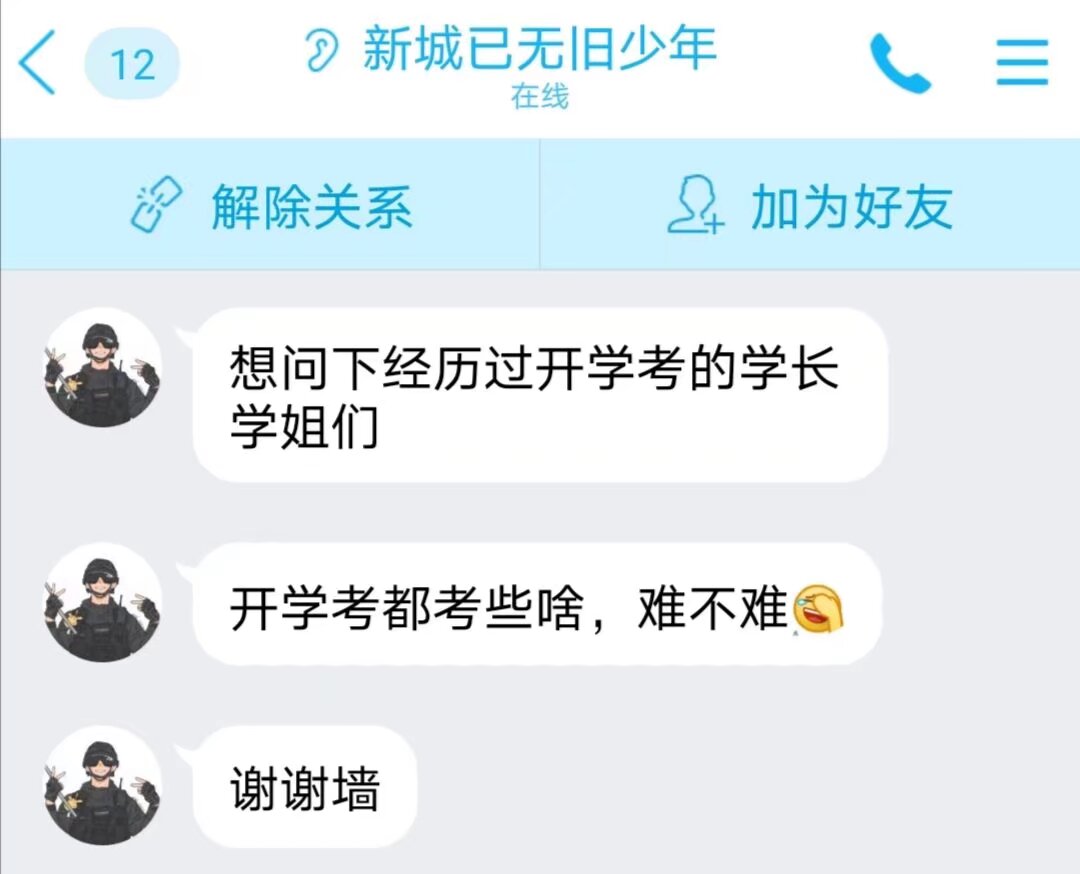 12
新城已无旧少年
在线
解除关系
加为好友
想问下经历过开学考的学长
学姐们
开学考都考些啥，难不难😂
谢谢墙